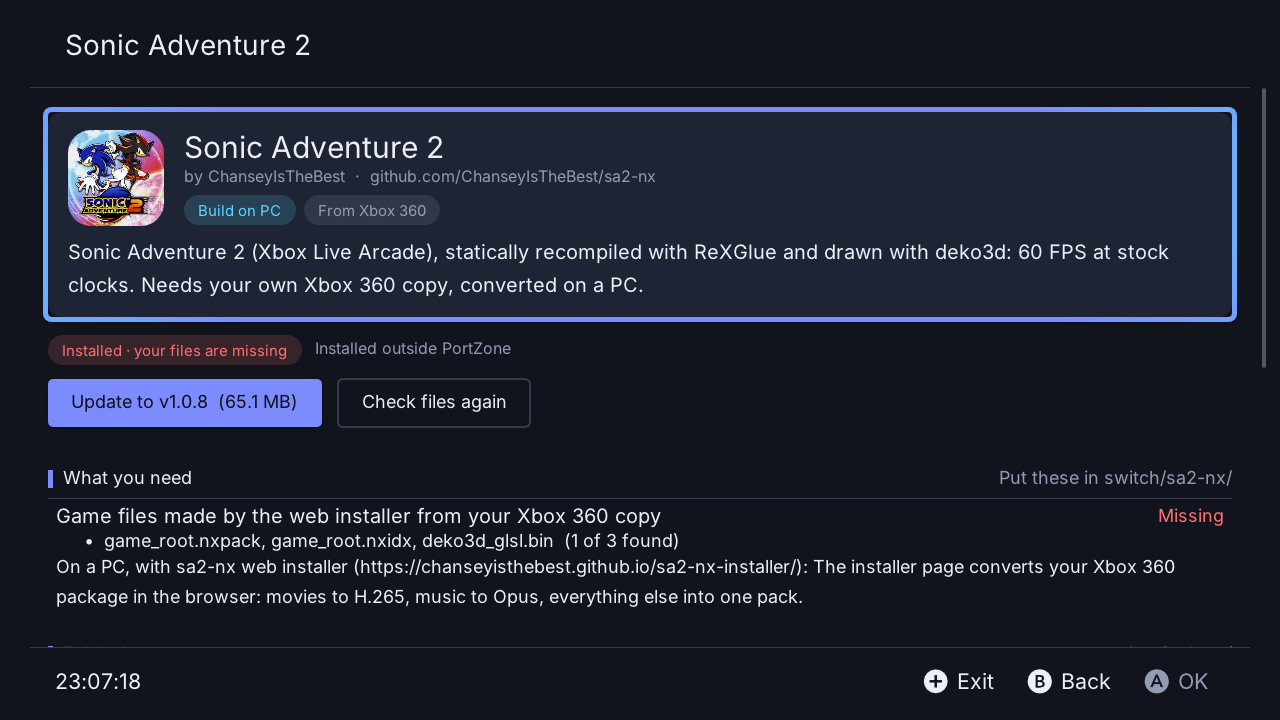 Sonic Adventure 2
SONIC
ADVENTURE 2
Sonic Adventure 2
by ChanseyIsTheBest · github.com/ChanseyIsTheBest/sa2-nx
Build on PC From Xbox 360
Sonic Adventure 2 (Xbox Live Arcade), statically recompiled with ReXGlue and drawn with deko3d: 60 FPS at stock
clocks. Needs your own Xbox 360 copy, converted on a PC.
Installed · your files are missing Installed outside PortZone
Update to v1.0.8 (65.1 MB) Check files again
What you need Put these in switch/sa2-nx/
Game files made by the web installer from your Xbox 360 copy Missing
• game_root.nxpack, game_root.nxidx, deko3d_glsl.bin (1 of 3 found)
On a PC, with sa2-nx web installer (https://chanseyisthebest.github.io/sa2-nx-installer/): The installer page converts your Xbox 360
package in the browser: movies to H.265, music to Opus, everything else into one pack.
23:07:18 + Exit B Back A OK